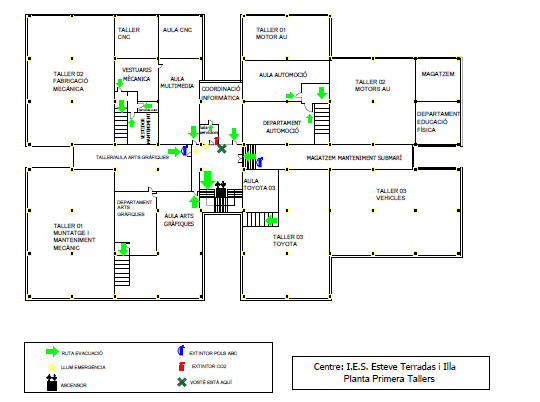 TALLER 02
FABRICACIÓ
MECÀNICA
TALLER
CNC
AULA CNC
VESTUARIS
MÈCANICA
AULA
MULTIMEDIA
COORDINACIÓ
INFORMÀTICA
TALLER 01
MOTOR AU
AULA AUTOMOCIÓ
DEPARTAMENT
AUTOMOCIÓ
TALLER 02
MOTORS AU
MAGATZEM
DEPARTAMENT
EDUCACIÓ
FÍSICA
TALLER/AULA ARTS GRÀFIQUES
MAGATZEM MANTENIMENT SUBMARÍ
TALLER 01
MUNTATGE I
MANTENIMENT
MECÀNIC
DEPARTAMENT
ARTS
GRÀFIQUES
AULA ARTS
GRÀFIQUES
AULA
TOYOTA 03
TALLER 03
TOYOTA
TALLER 03
VEHICLES
RUTA EVACUACIÓ
LLUM EMERGÈNCIA
ASCENSOR
EXTINTOR POLS ABC
EXTINTOR CO2
VOSTÈ ESTÀ AQUÍ
Centre: I.E.S. Esteve Terradas i Illa
Planta Primera Tallers